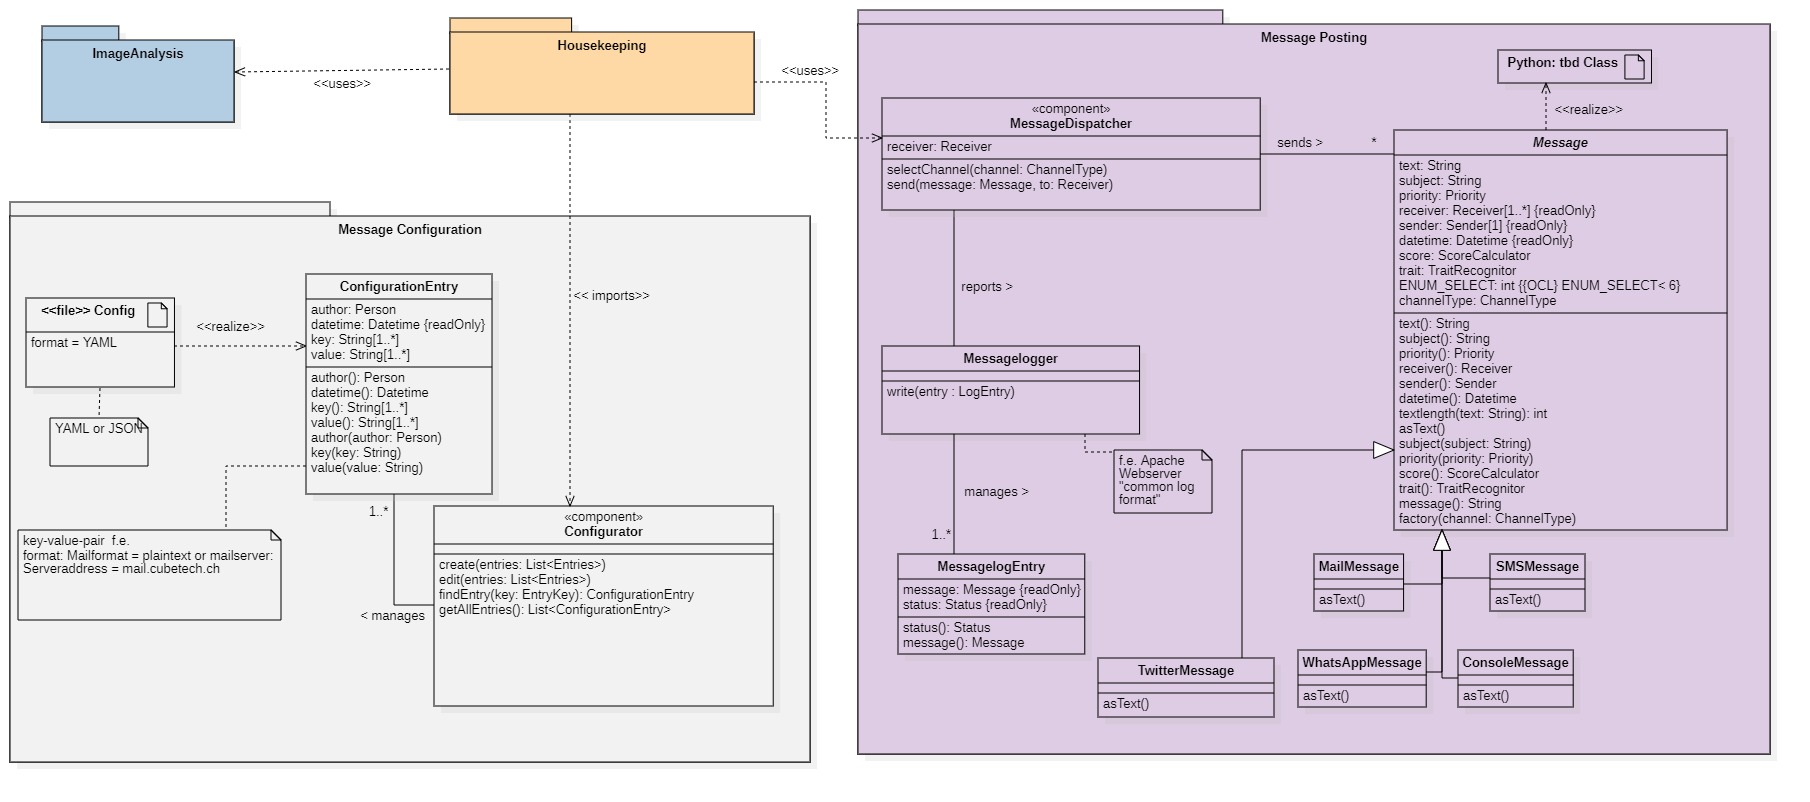 ImageAnalysis
<<uses>>
Housekeeping
<<uses>>
<< imports>>
Message Configuration
<<file>> Config
format = YAML
YAML or JSON
<<realize>>
ConfigurationEntry
author: Person
datetime: Datetime {readOnly}
key: String[1..*]
value: String[1..*]
author(): Person
datetime(): Datetime
key(): String[1..*]
value(): String[1..*]
author(author: Person)
key(key: String)
value(value: String)
key-value-pair  f.e.
format: Mailformat = plaintext or mailserver:
Serveraddress = mail.cubetech.ch
1..*
< manages
«component»
Configurator
create(entries: List<Entries>)
edit(entries: List<Entries>)
findEntry(key: EntryKey): ConfigurationEntry
getAllEntries(): List<ConfigurationEntry>
Message Posting
Python: tbd Class
<<realize>>
«component»
MessageDispatcher
receiver: Receiver
selectChannel(channel: ChannelType)
send(message: Message, to: Receiver)
sends >
*
Message
text: String
subject: String
priority: Priority
receiver: Receiver[1..*] {readOnly}
sender: Sender[1] {readOnly}
datetime: Datetime {readOnly}
score: ScoreCalculator
trait: TraitRecognitor
ENUM_SELECT: int {{OCL} ENUM_SELECT< 6}
channelType: ChannelType
text(): String
subject(): String
priority(): Priority
receiver(): Receiver
sender(): Sender
datetime(): Datetime
textlength(text: String): int
asText()
subject(subject: String)
priority(priority: Priority)
score(): ScoreCalculator
trait(): TraitRecognitor
message(): String
factory(channel: ChannelType)
reports >
Messagelogger
write(entry : LogEntry)
f.e. Apache
Webserver
"common log
format"
manages >
1..*
MessagelogEntry
message: Message {readOnly}
status: Status {readOnly}
status(): Status
message(): Message
MailMessage
asText()
SMSMessage
asText()
TwitterMessage
asText()
WhatsAppMessage
asText()
ConsoleMessage
asText()